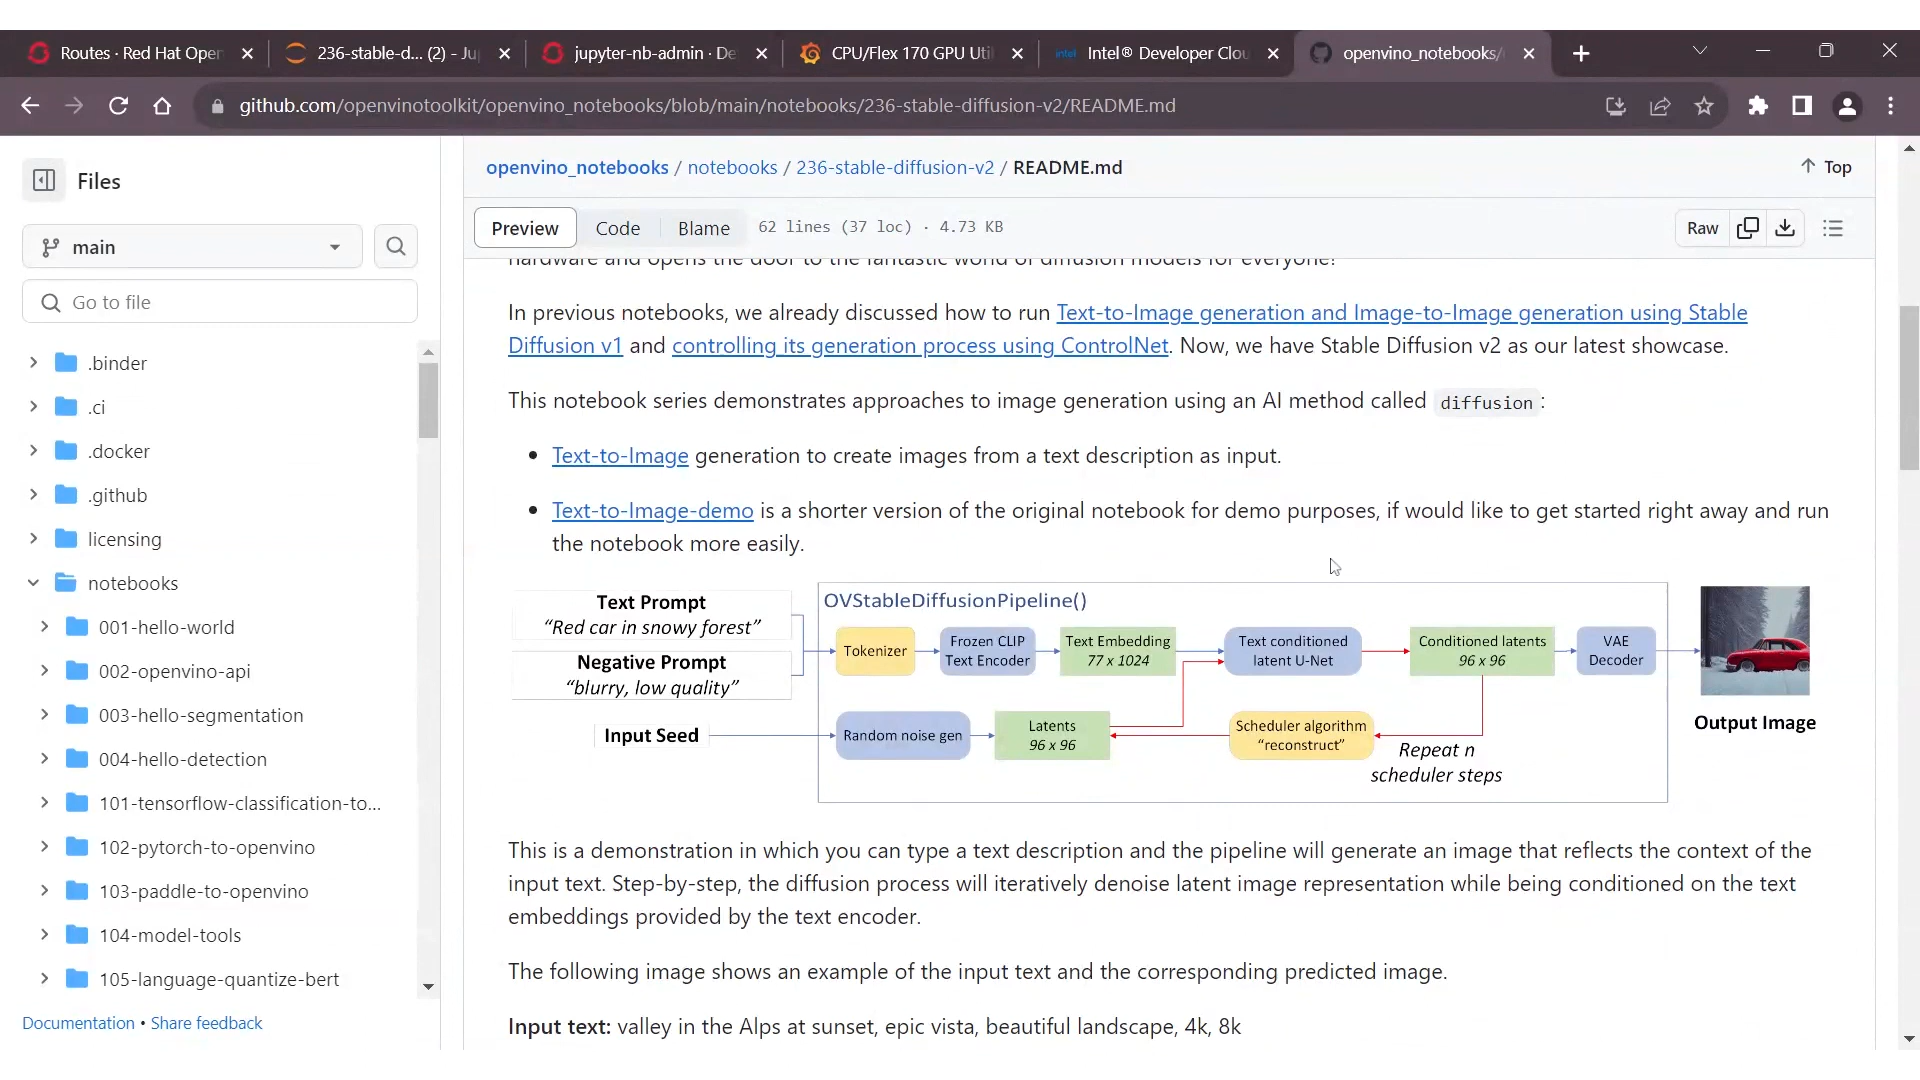 Routes · Red Hat Open
236-stable-d... (2) - Ju
jupyter-nb-admin · De
CPU/Flex 170 GPU Uti
intel Intel® Developer Clou
openvino_notebooks/
github.com/openvinotoolkit/openvino_notebooks/blob/main/notebooks/236-stable-diffusion-v2/README.md
Files
main
Go to file
.binder
.ci
.docker
.github
licensing
notebooks
001-hello-world
002-openvino-api
003-hello-segmentation
004-hello-detection
101-tensorflow-classification-to...
102-pytorch-to-openvino
103-paddle-to-openvino
104-model-tools
105-language-quantize-bert
Documentation • Share feedback
openvino_notebooks / notebooks / 236-stable-diffusion-v2 / README.md
Top
Preview Code Blame 62 lines (37 loc) · 4.73 KB
Raw
hardware and opens the door to the fantastic world of diffusion models for everyone!
In previous notebooks, we already discussed how to run Text-to-Image generation and Image-to-Image generation using Stable
Diffusion v1 and controlling its generation process using ControlNet. Now, we have Stable Diffusion v2 as our latest showcase.
This notebook series demonstrates approaches to image generation using an AI method called diffusion:
• Text-to-Image generation to create images from a text description as input.
• Text-to-Image-demo is a shorter version of the original notebook for demo purposes, if would like to get started right away and run
the notebook more easily.
Text Prompt
“Red car in snowy forest”
Negative Prompt
“blurry, low quality”
Input Seed
OVStableDiffusionPipeline()
Tokenizer
Frozen CLIP
Text Encoder
Text Embedding
77 x 1024
Text conditioned
latent U-Net
Conditioned latents
96 x 96
VAE
Decoder
Random noise gen
Latents
96 x 96
Scheduler algorithm
“reconstruct”
Repeat n
scheduler steps
Output Image
This is a demonstration in which you can type a text description and the pipeline will generate an image that reflects the context of the
input text. Step-by-step, the diffusion process will iteratively denoise latent image representation while being conditioned on the text
embeddings provided by the text encoder.
The following image shows an example of the input text and the corresponding predicted image.
Input text: valley in the Alps at sunset, epic vista, beautiful landscape, 4k, 8k